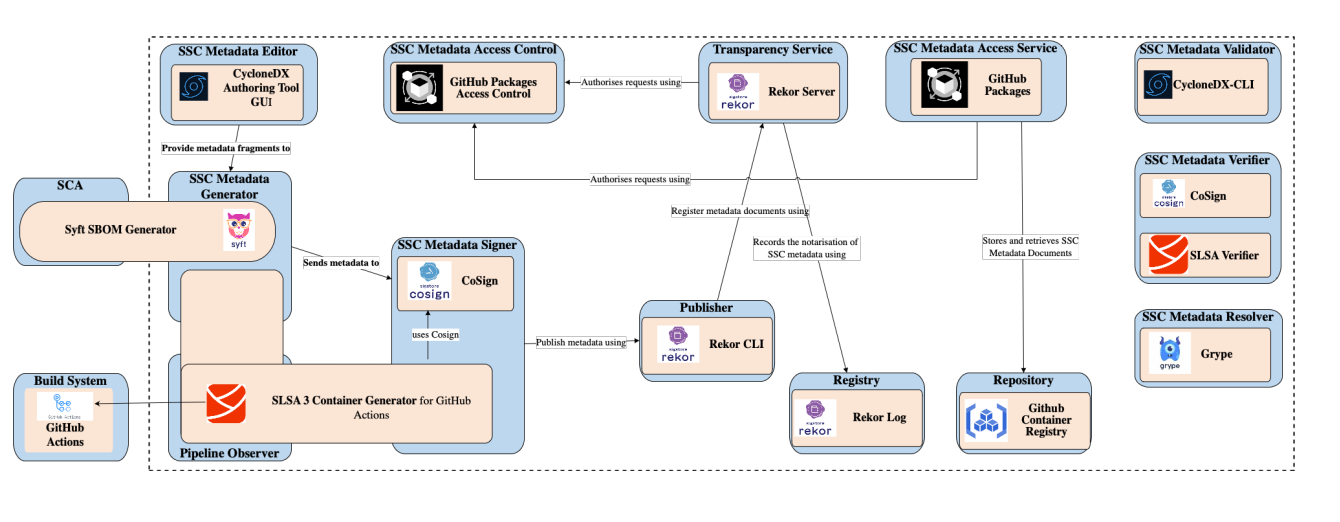 SSC Metadata Editor
CycloneDX
Authoring Tool
GUI
SSC Metadata Access Control
GitHub Packages
Access Control
Authorises requests using
Transparency Service
sigstore
rekor
Rekor Server
SSC Metadata Access Service
GitHub
Packages
SSC Metadata Validator
CycloneDX-CLI
Provide metadata fragments to
SSC Metadata
Generator
SCA
Syft SBOM Generator
syft
Authorises requests using
SSC Metadata Verifier
cosign
CoSign
SLSA Verifier
Register metadata documents using
Records the notarisation of
SSC metadata using
Stores and retrieves SSC
Metadata Documents
Sends metadata to
SSC Metadata Signer
sigstore
cosign
CoSign
uses Cosign
Publish metadata using
Publisher
sigstore
rekor
Rekor CLI
SSC Metadata Resolver
grype
Grype
Build System
GitHub Actions
GitHub
Actions
SLSA 3 Container Generator for GitHub
Actions
Pipeline Observer
Registry
sigstore
rekor
Rekor Log
Repository
Github
Container
Registry